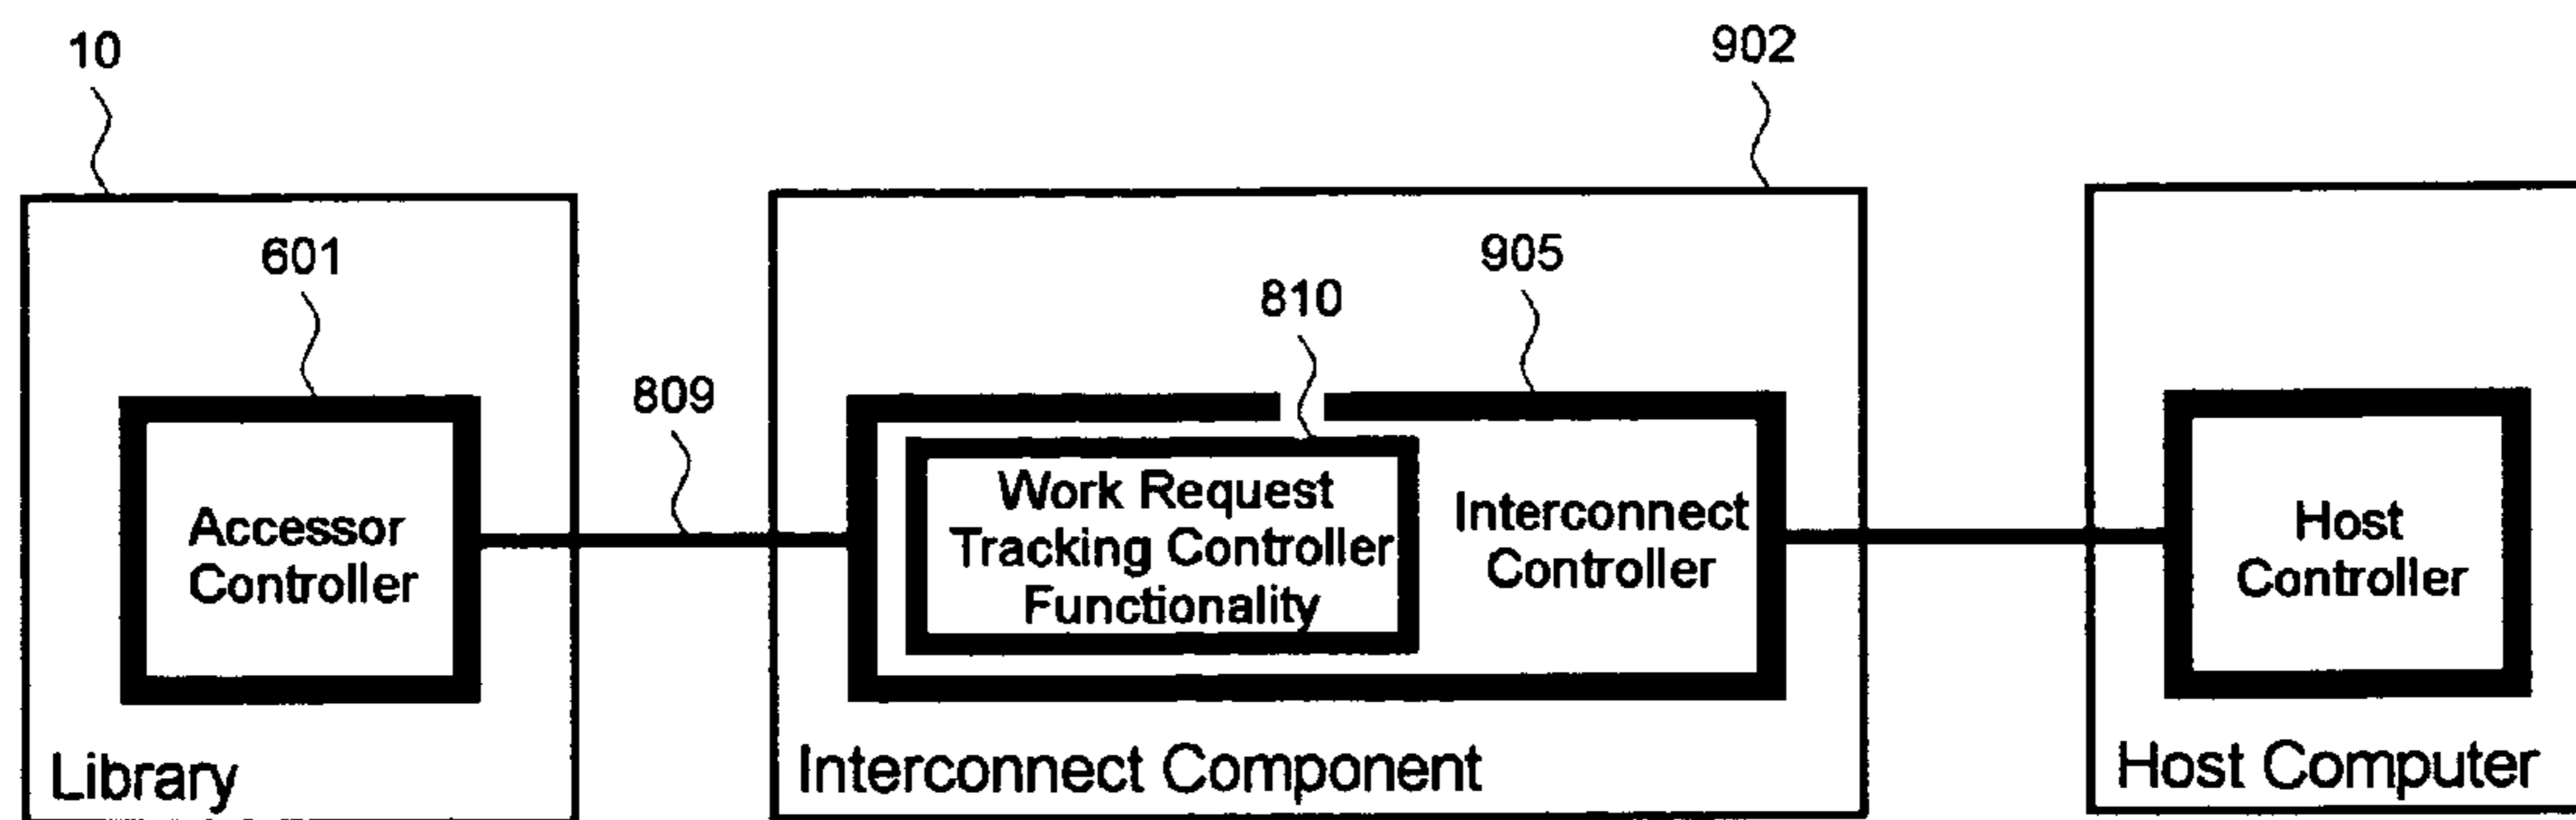 10
902
601
905
810
809
Accessor
Controller
Work Request
Tracking Controller
Functionality
Interconnect
Controller
Host
Controller
Library
Interconnect Component
Host Computer